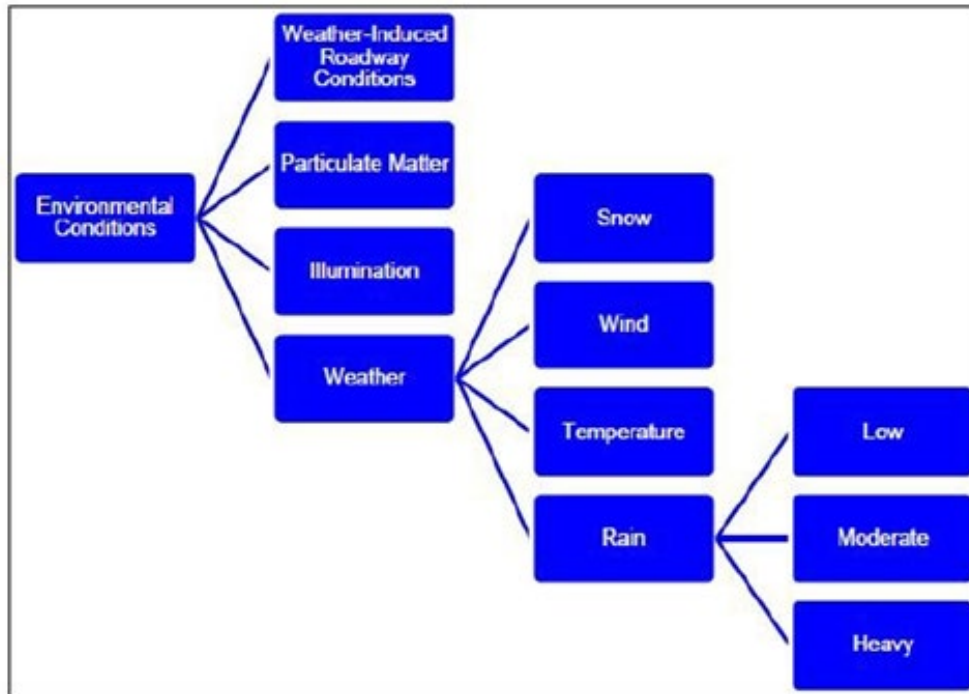 Weather-Induced
Roadway
Conditions
Particulate Matter
Environmental
Conditions
Illumination
Weather
Snow
Wind
Temperature
Rain
Low
Moderate
Heavy